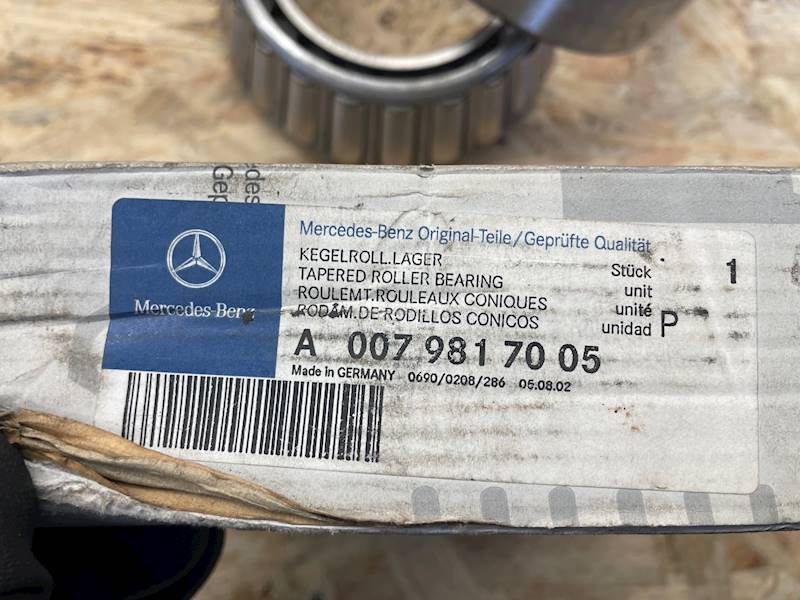 Mercedes-Benz
Mercedes-Benz Original-Teile/Geprüfte Qualität
KEGELROLL.LAGER
TAPERED ROLLER BEARING
ROULEMT.ROULEAUX CONIQUES
RODAM.DE RODILLOS CONICOS
Stück
unit
unité
unidad
P
1
A 007 981 70 05
Made in GERMANY 0690/0208/286 05.08.02